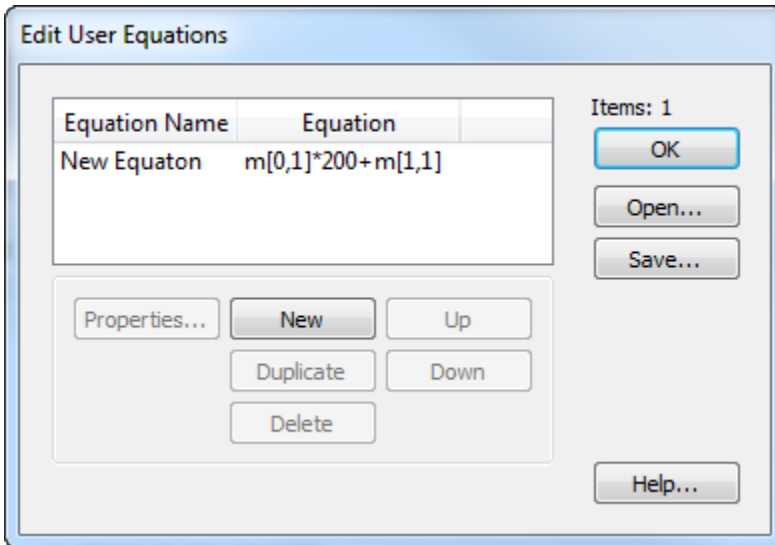 Edit User Equations
Items: 1
Equation Name Equation
OK
New Equaton m[0,1]*200+m[1,1]
Open...
Save...
Properties... New Up
Duplicate Down
Delete
Help...